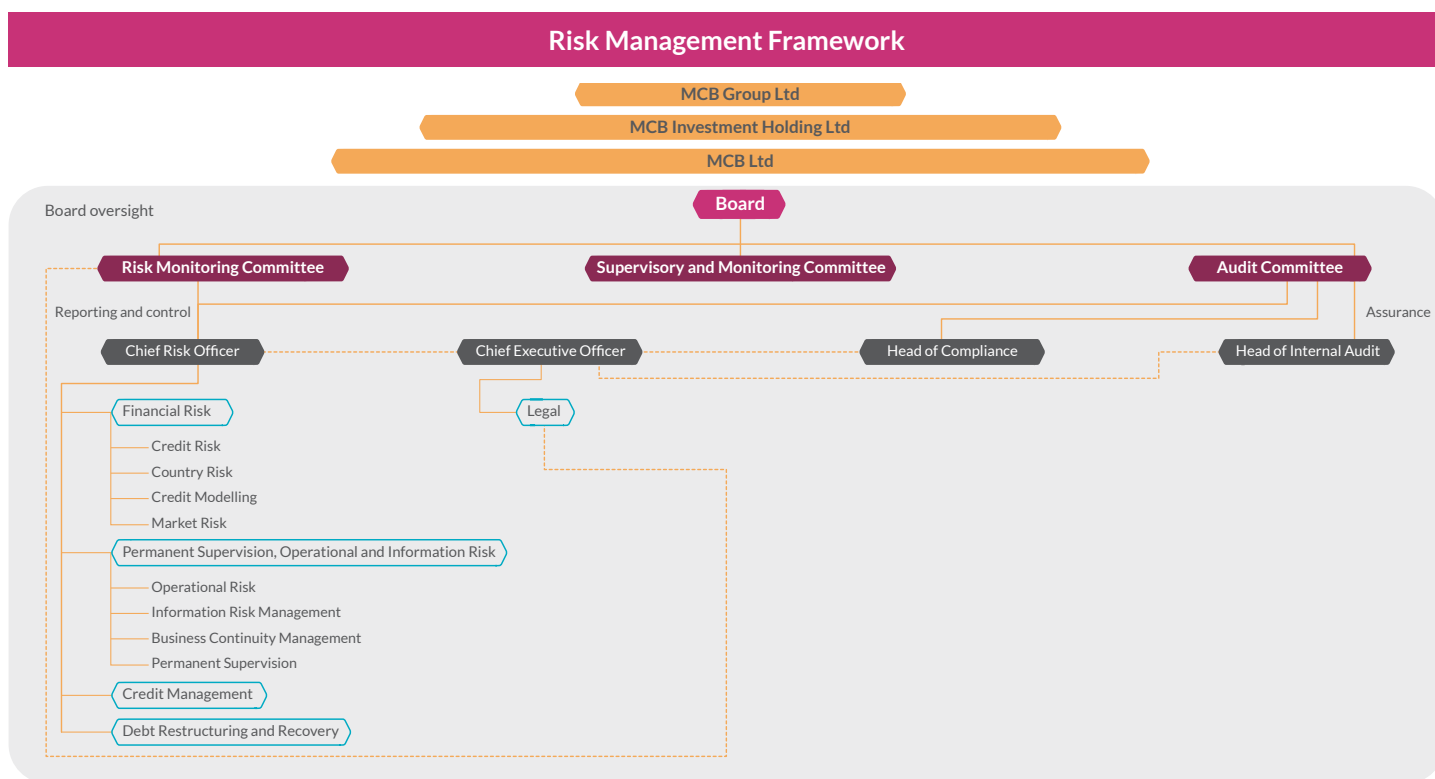 Risk Management Framework
MCB Group Ltd
MCB Investment Holding Ltd
MCB Ltd
Board oversight
Board
Risk Monitoring Committee
Supervisory and Monitoring Committee
Audit Committee
Reporting and control
Assurance
Chief Risk Officer
Chief Executive Officer
Head of Compliance
Head of Internal Audit
Financial Risk
Legal
Credit Risk
Country Risk
Credit Modelling
Market Risk
Permanent Supervision, Operational and Information Risk
Operational Risk
Information Risk Management
Business Continuity Management
Permanent Supervision
Credit Management
Debt Restructuring and Recovery